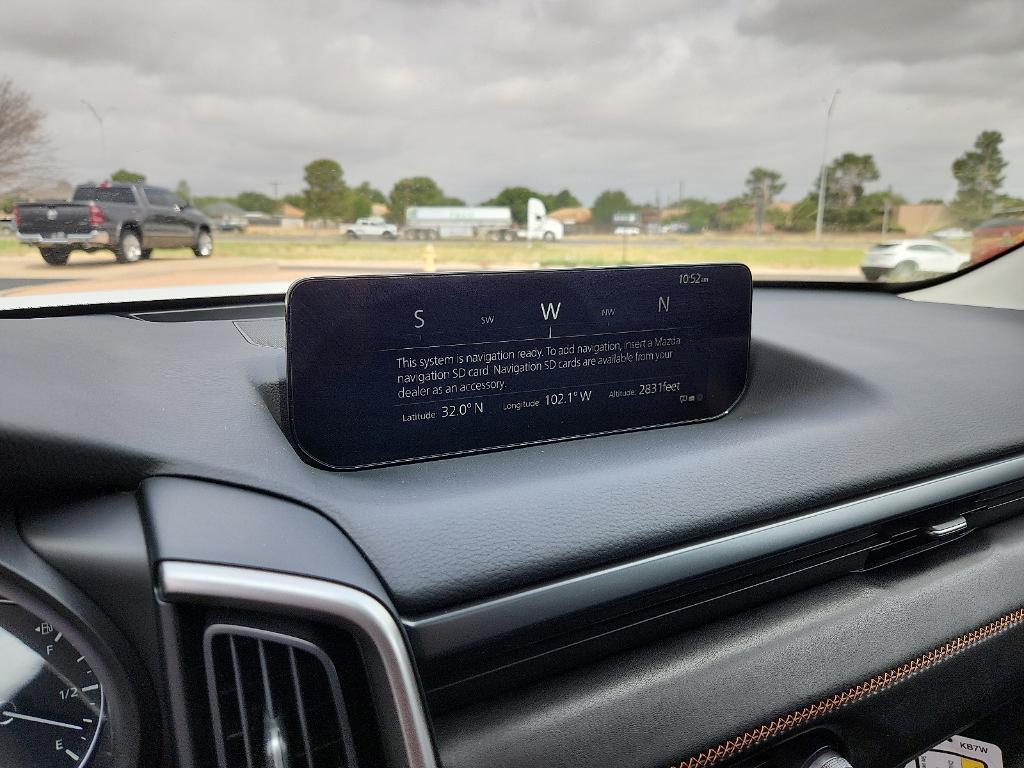 10:52 am
S SW W NW N
This system is navigation ready. To add navigation, insert a Mazda
navigation SD card. Navigation SD cards are available from your
dealer as an accessory.
Latitude: 32.0° N Longitude: 102.1° W Altitude: 2831feet
F
1/2
E
KB7W